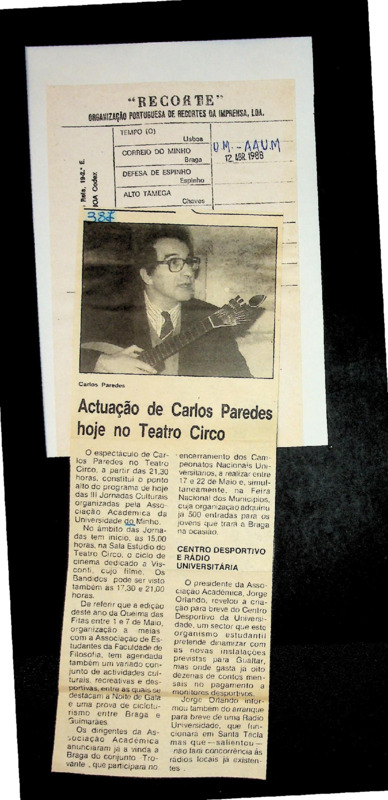 "RECORTE"
ORGANIZAÇÃO PORTUGUESA DE RECORTES DA IMPRENSA, LDA.
TEMPO (O)
Lisboa
CORREIO DO MINHO
Braga
DEFESA DE ESPINHO
Espinho
ALTO TÂMEGA
Chaves
U.M. - AAUM
12 ABR. 1988
387
Carlos Paredes
Actuação de Carlos Paredes
hoje no Teatro Circo
O espectáculo de Car-
los Paredes no Teatro
Circo, a partir das 21,30
horas, constitui o ponto
alto do programa de hoje
das III Jornadas Culturais
organizadas pela Asso-
ciação Académica da
Universidade do Minho.
No âmbito das Jorna-
das tem início, às 15,00
horas, na Sala Estúdio do
Teatro Circo, o ciclo de
cinema dedicado a Vis-
conti, cujo filme. Os
Bandidos pode ser visto
também às 17,30 e 21,00
horas.
De referir que a edição
deste ano da Queima das
Fitas entre 1 e 7 de Maio,
organização a meias
com a Associação de Es-
tudantes da Faculdade de
Filosofia, tem agendada
também um variado con-
junto de actividades cultu-
rais, recreativas e des-
portivas, entre as quais se
destacam a Noite de Gala
e uma prova de ciclotu-
rismo entre Braga e
Guimarães.
Os dirigentes da As-
sociação Académica
anunciaram já a vinda a
Braga do conjunto Tro-
vante, que participará no
encerramento dos Cam-
peonatos Nacionais Uni-
versitários, a realizar entre
17 e 22 de Maio e, simul-
taneamente, na Feira
Nacional dos Municípios,
cuja organização adquiriu
já 500 entradas para os
jovens que trará a Braga
na ocasião.
CENTRO DESPORTIVO
E RÁDIO
UNIVERSITÁRIA
O presidente da Asso-
ciação Académica, Jorge
Orlando, revelou a cria-
ção para breve do Centro
Desportivo da Universi-
dade, um sector que este
organismo estudantil
pretende dinamizar com
as novas instalações
previstas para Gualtar,
mas onde gasta já oito
dezenas de contos men-
sais no pagamento a
monitores desportivos.
Jorge Orlando infor-
mou também do arranque
para breve de uma Rádio
Universidade, que fun-
cionará em Santa Tecla
mas que — salientou —
não fará concorrência às
rádios locais já existen-
tes.